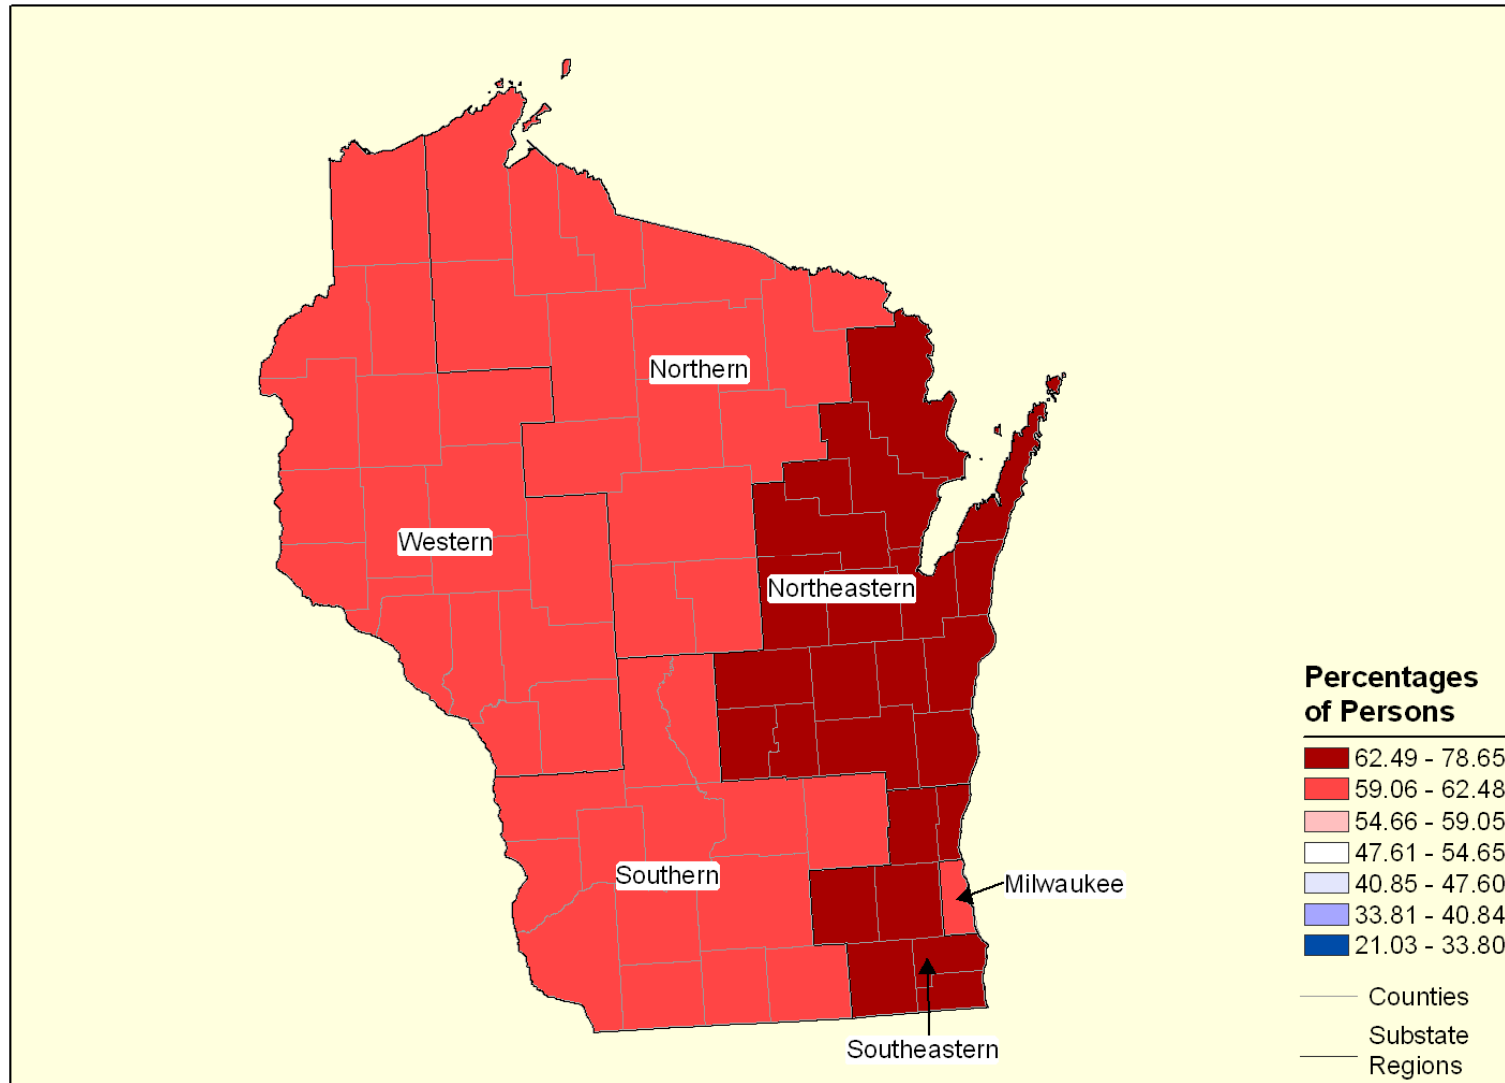 Northern
Western
Northeastern
Southern
Milwaukee
Southeastern
Percentages
of Persons
62.49 - 78.65
59.06 - 62.48
54.66 - 59.05
47.61 - 54.65
40.85 - 47.60
33.81 - 40.84
21.03 - 33.80
Counties
Substate
Regions